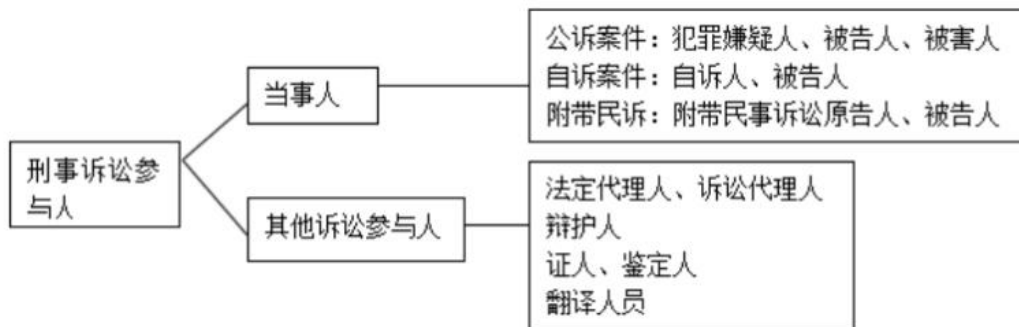 刑事诉讼参
与人
当事人
公诉案件：犯罪嫌疑人、被告人、被害人
自诉案件：自诉人、被告人
附带民诉：附带民事诉讼原告人、被告人
其他诉讼参与人
法定代理人、诉讼代理人
辩护人
证人、鉴定人
翻译人员